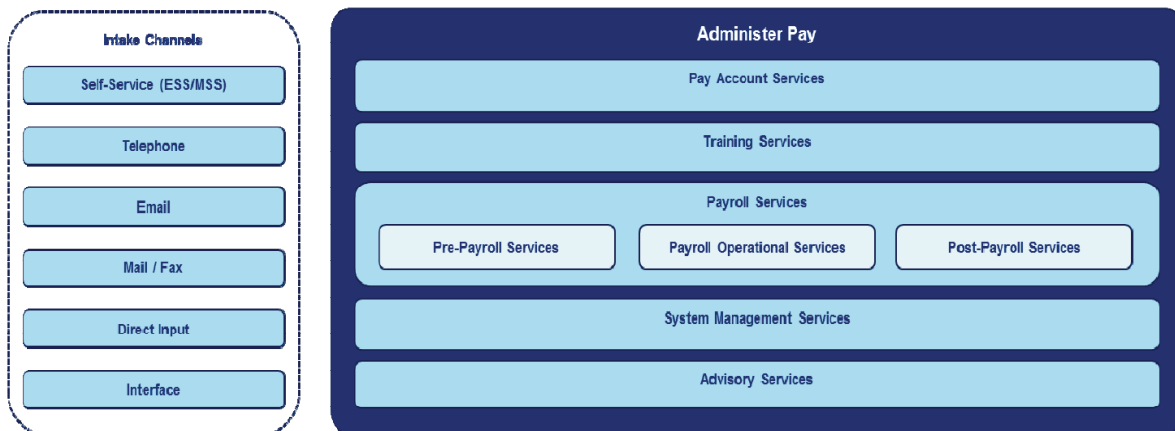 Intake Channels
Self-Service (ESS/MSS)
Telephone
Email
Mail / Fax
Direct Input
Interface
Administer Pay
Pay Account Services
Training Services
Payroll Services
Pre-Payroll Services
Payroll Operational Services
Post-Payroll Services
System Management Services
Advisory Services